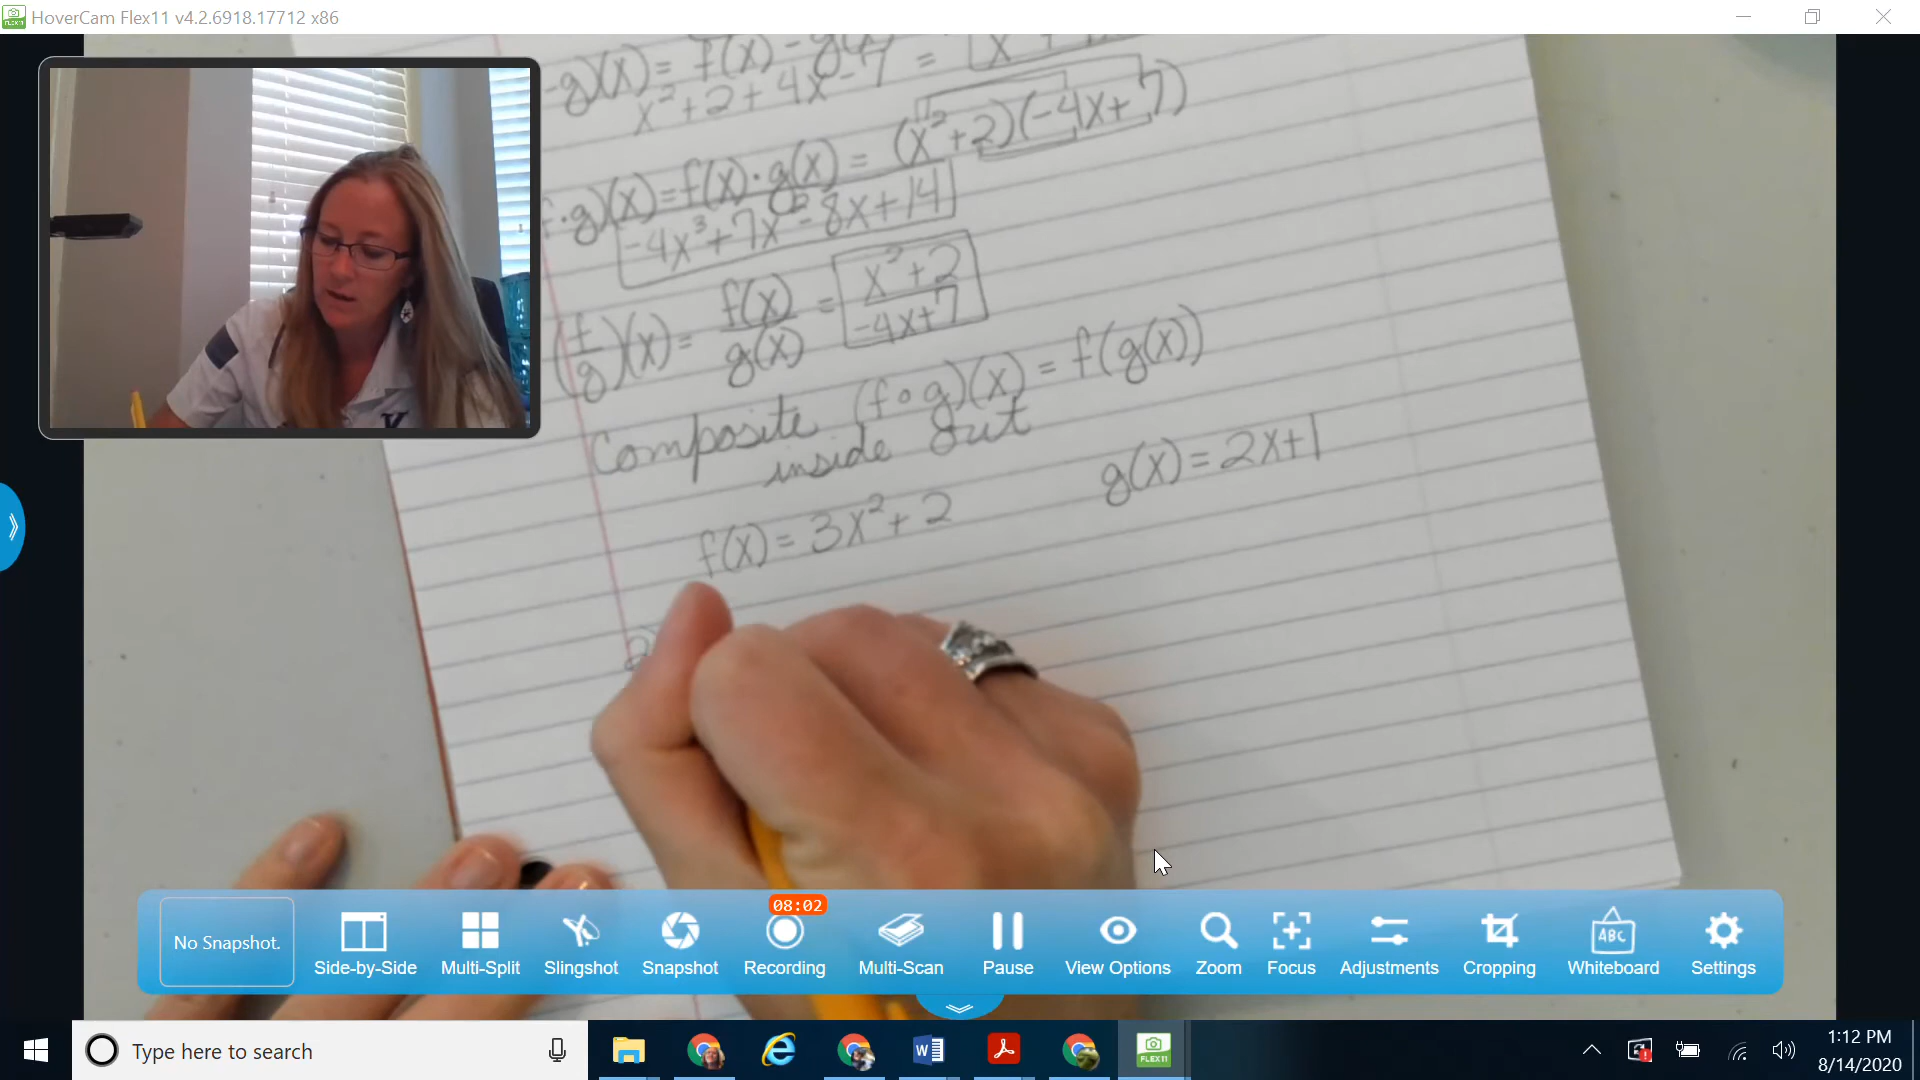 HoverCam Flex11 v4.2.6918.17712 x86
-g)(x) = f(x) - g(x)
x² + 2 + 4x - 7 =
·g)(x) = f(x)·g(x) = (x² + 2)(-4x + 7)
-4x³ + 7x² - 8x + 14
(f/g)(x) = f(x)/g(x) = x² + 2/-4x + 7
Composite (f∘g)(x) = f(g(x))
inside out
f(x) = 3x² + 2 g(x) = 2x + 1
08:02
No Snapshot. Side-by-Side Multi-Split Slingshot Snapshot Recording Multi-Scan Pause View Options Zoom Focus Adjustments Cropping Whiteboard Settings
ABC
Type here to search
FLEX11
1:12 PM
8/14/2020